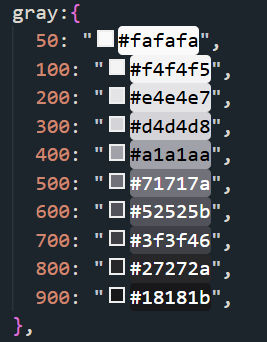 gray:{
50: "#fafafa",
100: "#f4f4f5",
200: "#e4e4e7",
300: "#d4d4d8",
400: "#a1a1aa",
500: "#71717a",
600: "#52525b",
700: "#3f3f46",
800: "#27272a",
900: "#18181b",
},